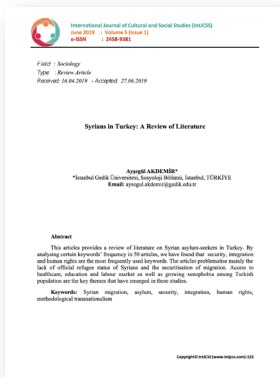 International Journal of Cultural and Social Studies (IntJCSS)
June 2019 : Volume 5 (Issue 1)
e-ISSN : 2458-9381
Field : Sociology
Type : Review Article
Received: 16.04.2019 - Accepted: 27.06.2019
Syrians in Turkey: A Review of Literature
Ayşegül AKDEMİR*
*İstanbul Gedik Üniversitesi, Sosyoloji Bölümü, İstanbul, TÜRKİYE
Email: aysegul.akdemir@gedik.edu.tr
Abstract
This articles provides a review of literature on Syrian asylum-seekers in Turkey. By
analysing certain keywords' frequency in 50 articles, we have found that security, integration
and human rights are the most frequently used keywords. The articles problematise mainly the
lack of official refugee status of Syrians and the securitisation of migration. Access to
healthcare, education and labour market as well as growing xenophobia among Turkish
population are the key themes that have emerged in these studies.
Keywords: Syrian migration, asylum, security, integration, human rights,
methodological transnationalism
Copyright© IntJCSS (www.intjcss.com)-323